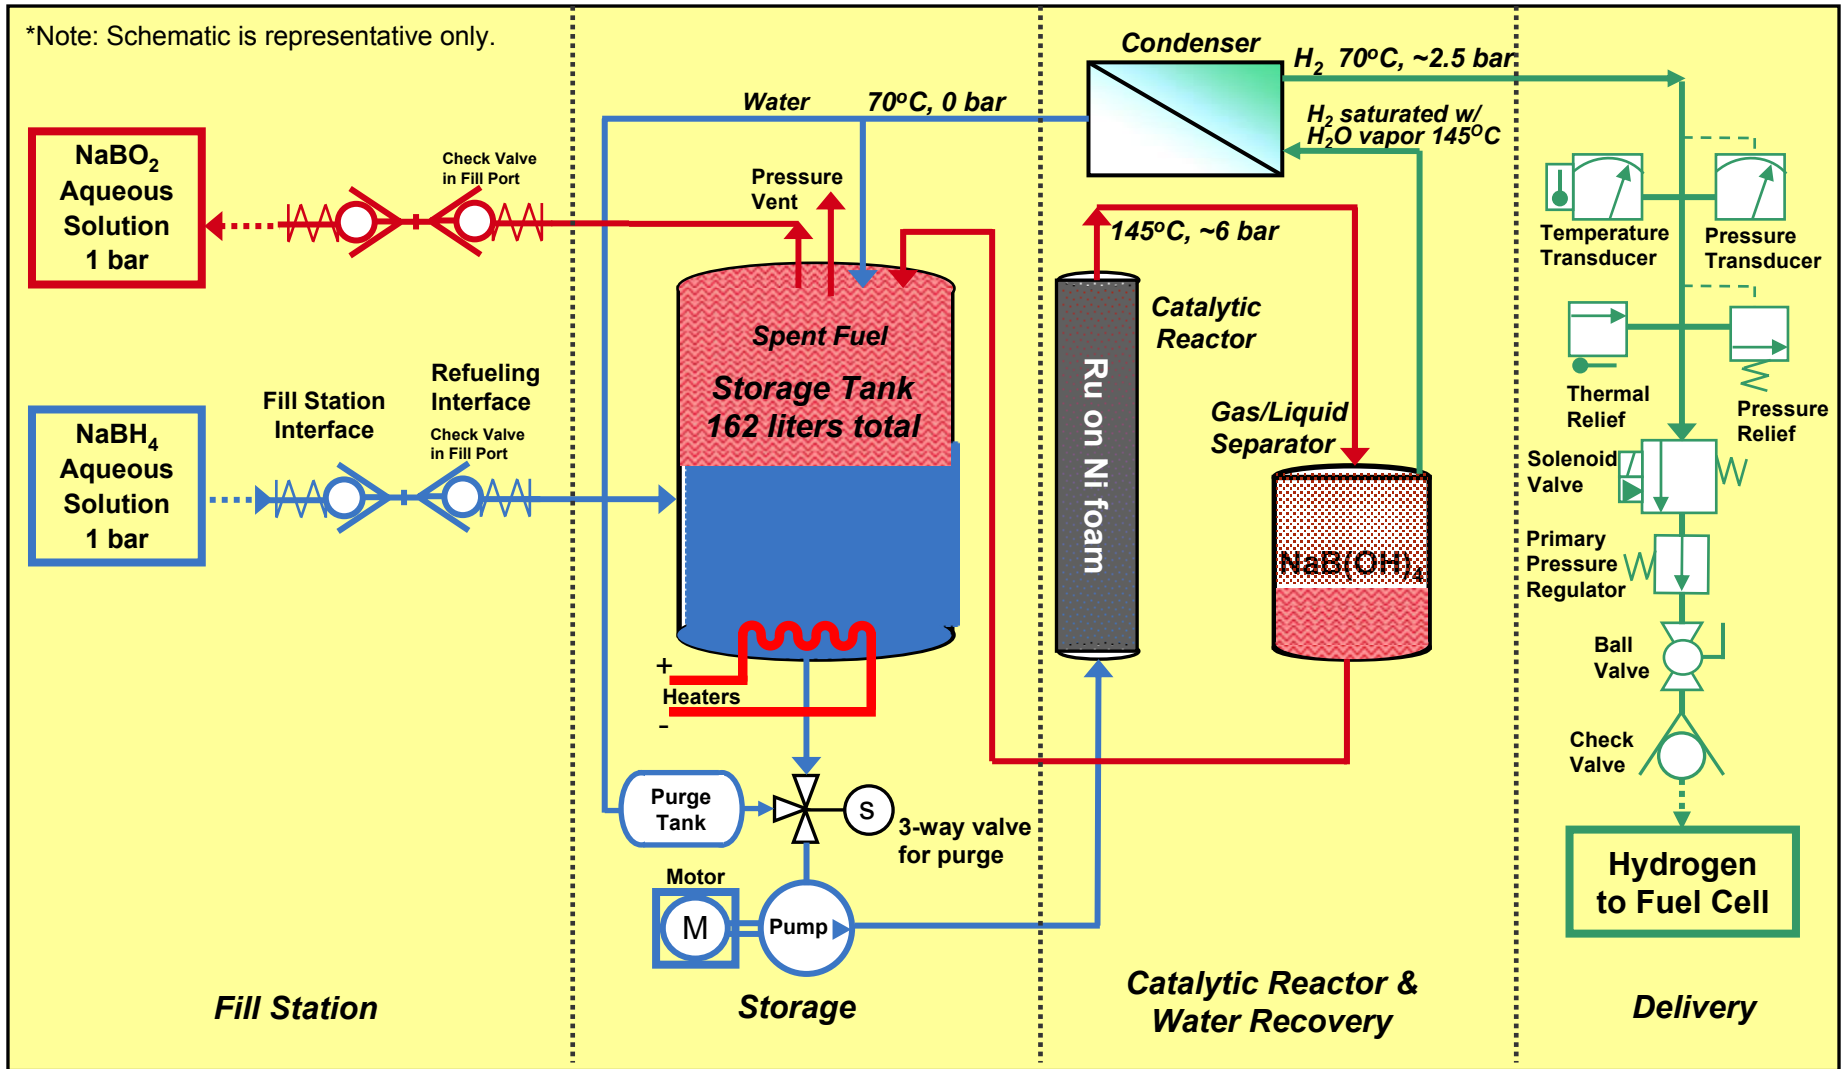 *Note: Schematic is representative only.
NaBO2
Aqueous
Solution
1 bar
Check Valve
in Fill Port
NaBH4
Aqueous
Solution
1 bar
Fill Station
Interface
Refueling
Interface
Check Valve
in Fill Port
Fill Station
Water
70oC, 0 bar
Pressure
Vent
Spent Fuel
Storage Tank
162 liters total
+
Heaters
-
Purge
Tank
S
3-way valve
for purge
Motor
M
Pump
Storage
Condenser
H2 70oC, ~2.5 bar
H2 saturated w/
H2O vapor 145OC
145oC, ~6 bar
Catalytic
Reactor
Ru on Ni foam
Gas/Liquid
Separator
NaB(OH)4
Catalytic Reactor &
Water Recovery
Temperature
Transducer
Pressure
Transducer
Thermal
Relief
Pressure
Relief
Solenoid
Valve
Primary
Pressure
Regulator
Ball
Valve
Check
Valve
Hydrogen
to Fuel Cell
Delivery